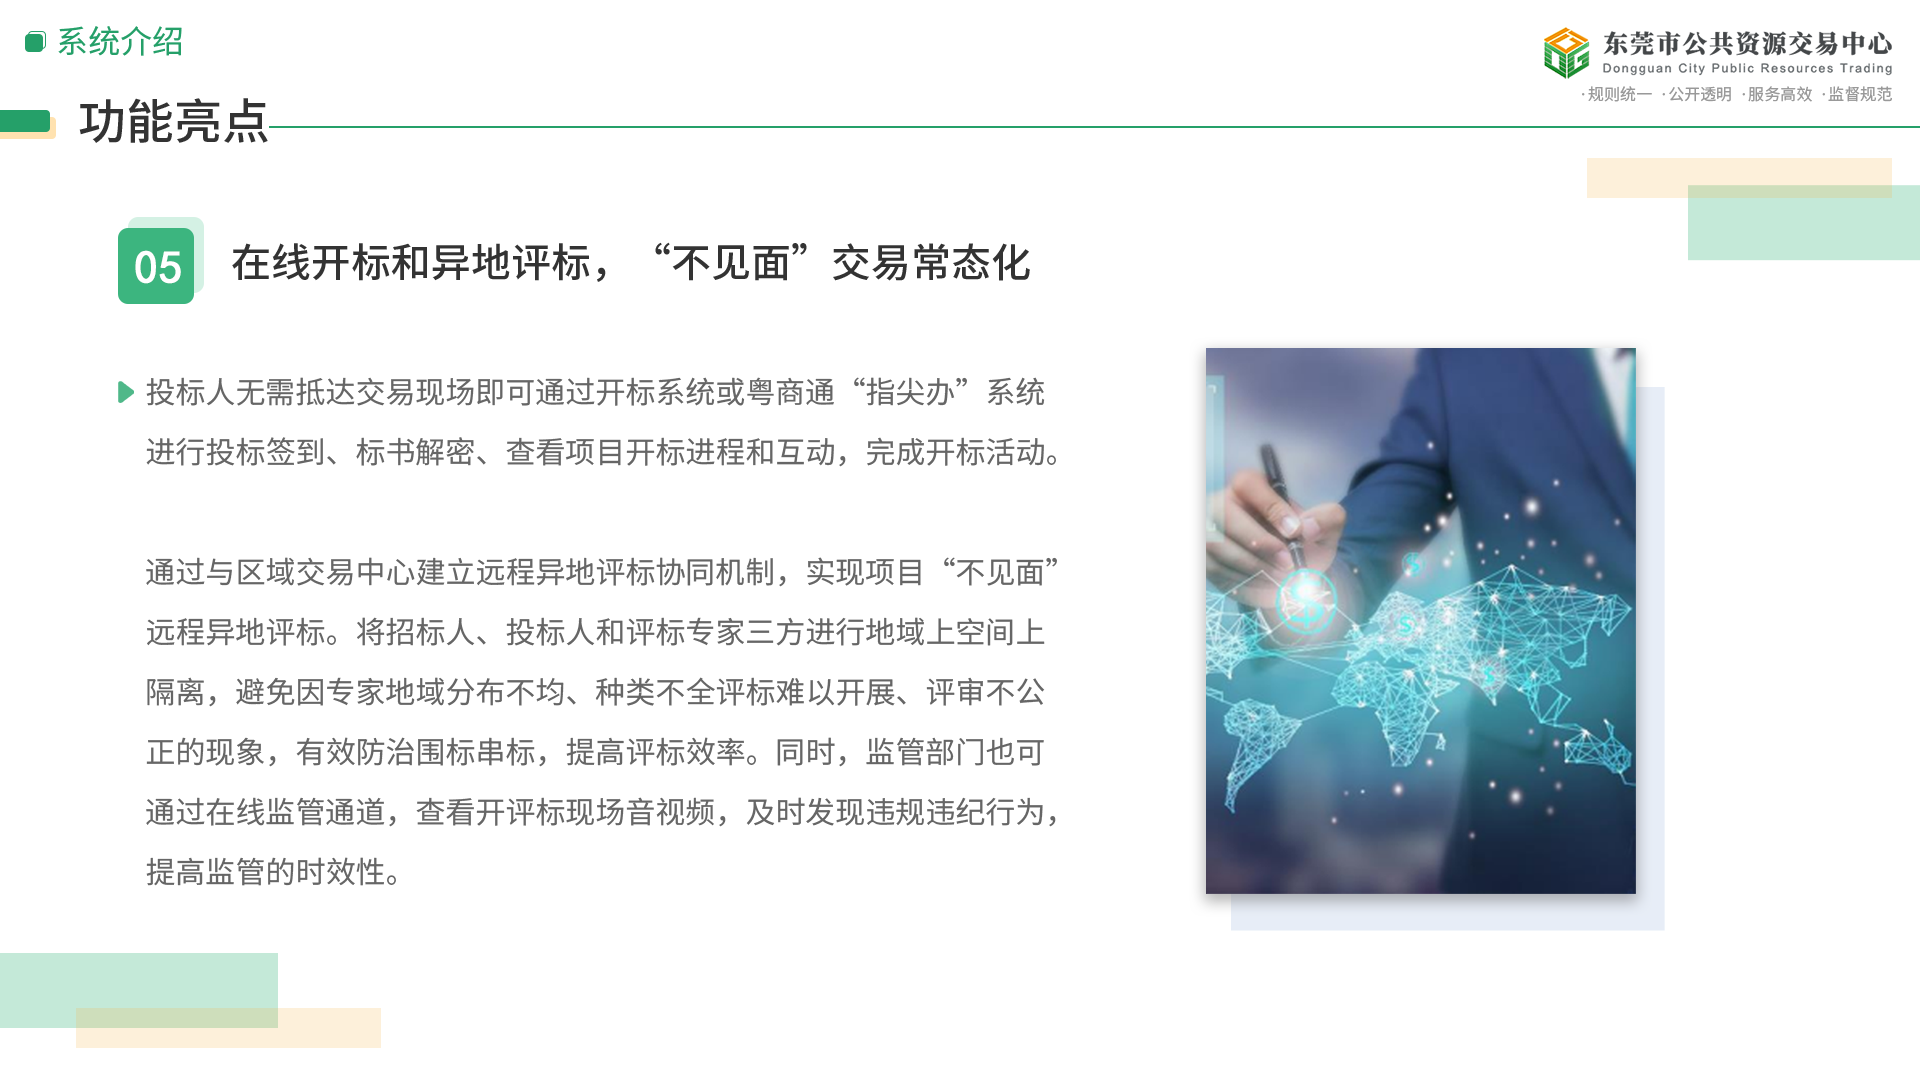 系统介绍
东莞市公共资源交易中心
Dongguan City Public Resources Trading
·规则统一 ·公开透明 ·服务高效 ·监督规范
功能亮点
05
在线开标和异地评标，“不见面”交易常态化
投标人无需抵达交易现场即可通过开标系统或粤商通“指尖办”系统
进行投标签到、标书解密、查看项目开标进程和互动，完成开标活动。
通过与区域交易中心建立远程异地评标协同机制，实现项目“不见面”
远程异地评标。将招标人、投标人和评标专家三方进行地域上空间上
隔离，避免因专家地域分布不均、种类不全评标难以开展、评审不公
正的现象，有效防治围标串标，提高评标效率。同时，监管部门也可
通过在线监管通道，查看开评标现场音视频，及时发现违规违纪行为，
提高监管的时效性。